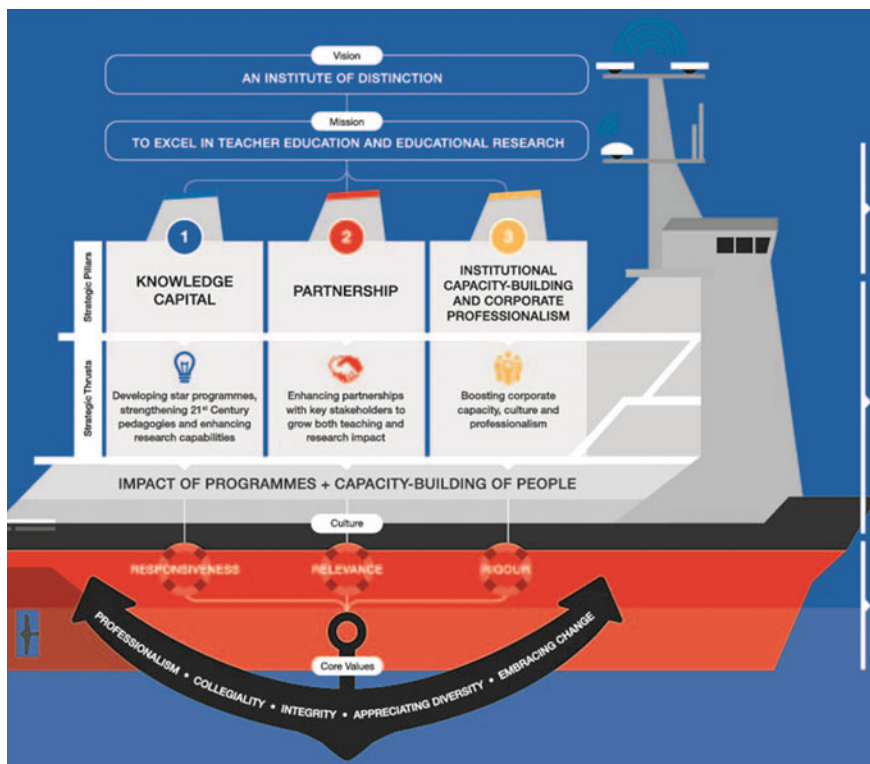 Vision
AN INSTITUTE OF DISTINCTION
Mission
TO EXCEL IN TEACHER EDUCATION AND EDUCATIONAL RESEARCH
Strategic Pillars
1
KNOWLEDGE
CAPITAL
2
PARTNERSHIP
3
INSTITUTIONAL
CAPACITY-BUILDING
AND CORPORATE
PROFESSIONALISM
Strategic Thrusts
Developing star programmes,
strengthening 21st Century
pedagogies and enhancing
research capabilities
Enhancing partnerships
with key stakeholders to
grow both teaching and
research impact
Boosting corporate
capacity, culture and
professionalism
IMPACT OF PROGRAMMES + CAPACITY-BUILDING OF PEOPLE
Culture
RESPONSIVENESS
RELEVANCE
RIGOUR
Core Values
PROFESSIONALISM • COLLEGIALITY • INTEGRITY • APPRECIATING DIVERSITY • EMBRACING CHANGE